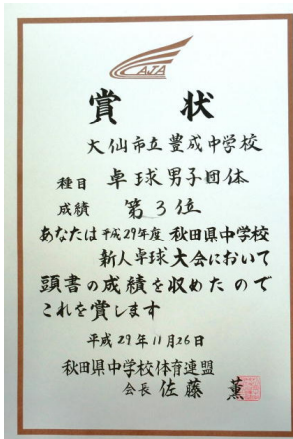 AJA
賞状
大仙市立豊成中学校
種目 卓球男子団体
成績 第3位
あなたは平成29年度 秋田県中学校
新人卓球大会において
頭書の成績を収めたので
これを賞します
平成29年11月26日
秋田県中学校体育連盟
会長 佐藤 薫